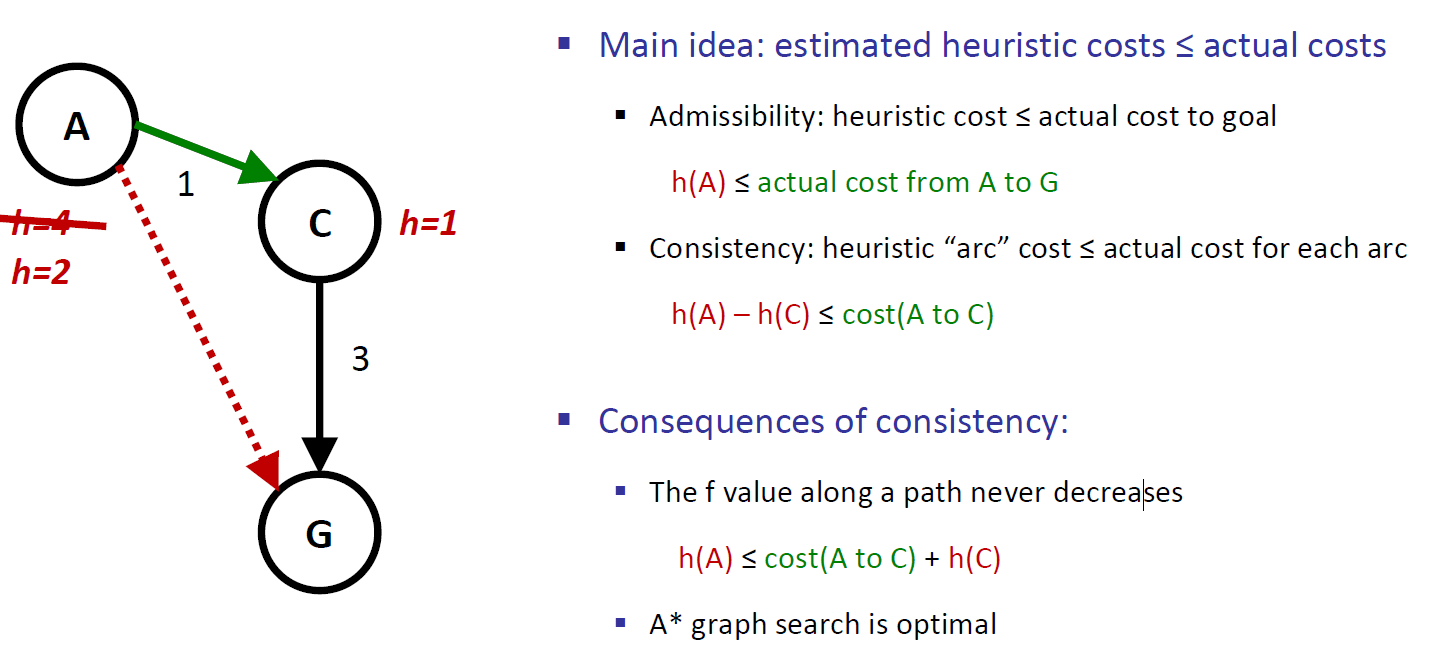 A
1
C
h=4
h=1
h=2
3
G
▪ Main idea: estimated heuristic costs ≤ actual costs
▪ Admissibility: heuristic cost ≤ actual cost to goal
h(A) ≤ actual cost from A to G
▪ Consistency: heuristic “arc” cost ≤ actual cost for each arc
h(A) – h(C) ≤ cost(A to C)
▪ Consequences of consistency:
▪ The f value along a path never decreases
h(A) ≤ cost(A to C) + h(C)
▪ A* graph search is optimal